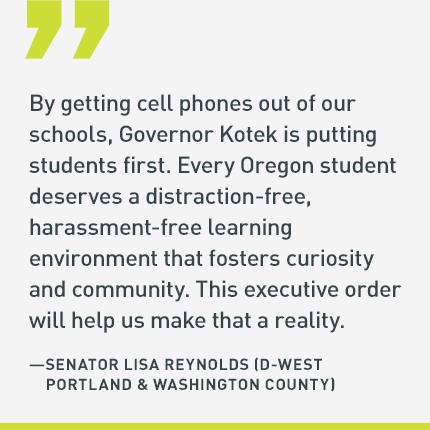 ”
By getting cell phones out of our
schools, Governor Kotek is putting
students first. Every Oregon student
deserves a distraction-free,
harassment-free learning
environment that fosters curiosity
and community. This executive order
will help us make that a reality.
—SENATOR LISA REYNOLDS (D-WEST
PORTLAND & WASHINGTON COUNTY)